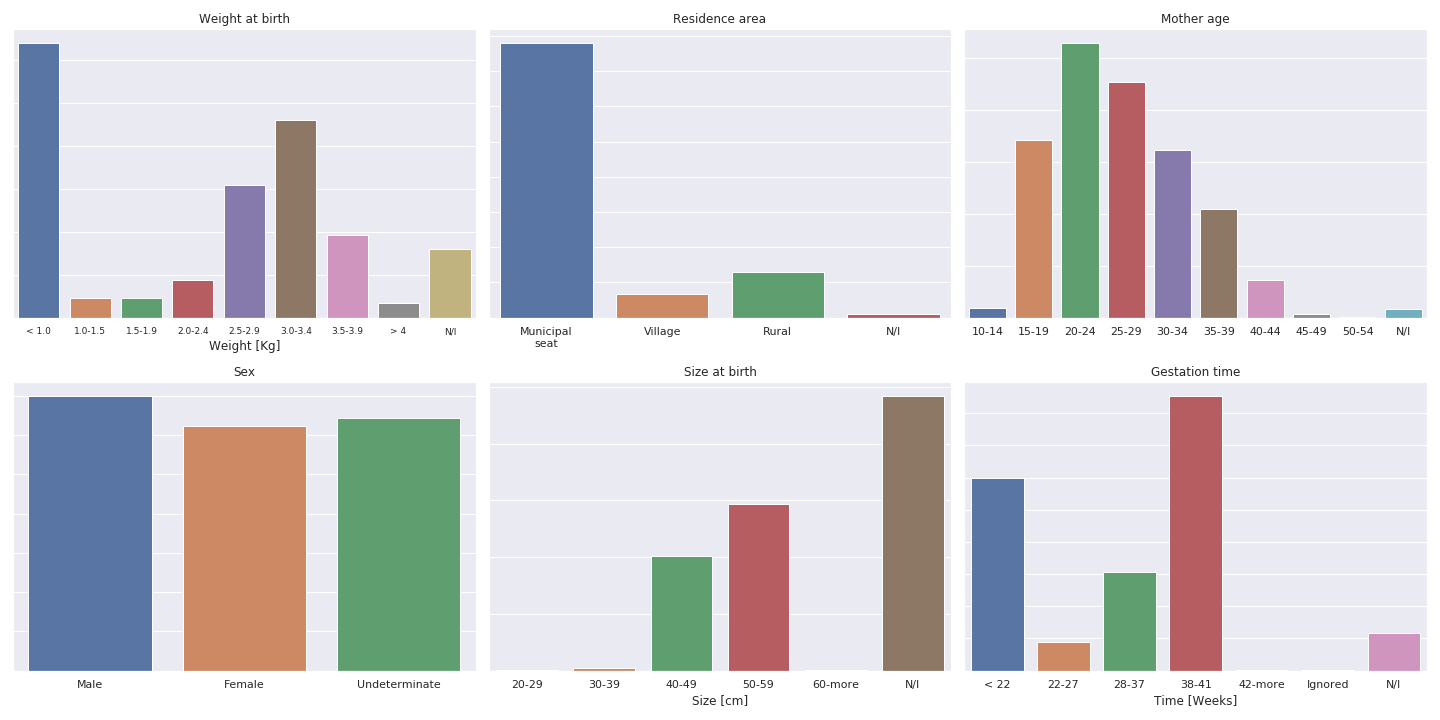 Weight at birth
< 1.0 1.0-1.5 1.5-1.9 2.0-2.4 2.5-2.9 3.0-3.4 3.5-3.9 > 4 N/I
Weight [Kg]
Residence area
Municipal seat Village Rural N/I
Mother age
10-14 15-19 20-24 25-29 30-34 35-39 40-44 45-49 50-54 N/I
Sex
Male Female Undeterminate
Size at birth
20-29 30-39 40-49 50-59 60-more N/I
Size [cm]
Gestation time
< 22 22-27 28-37 38-41 42-more Ignored N/I
Time [Weeks]